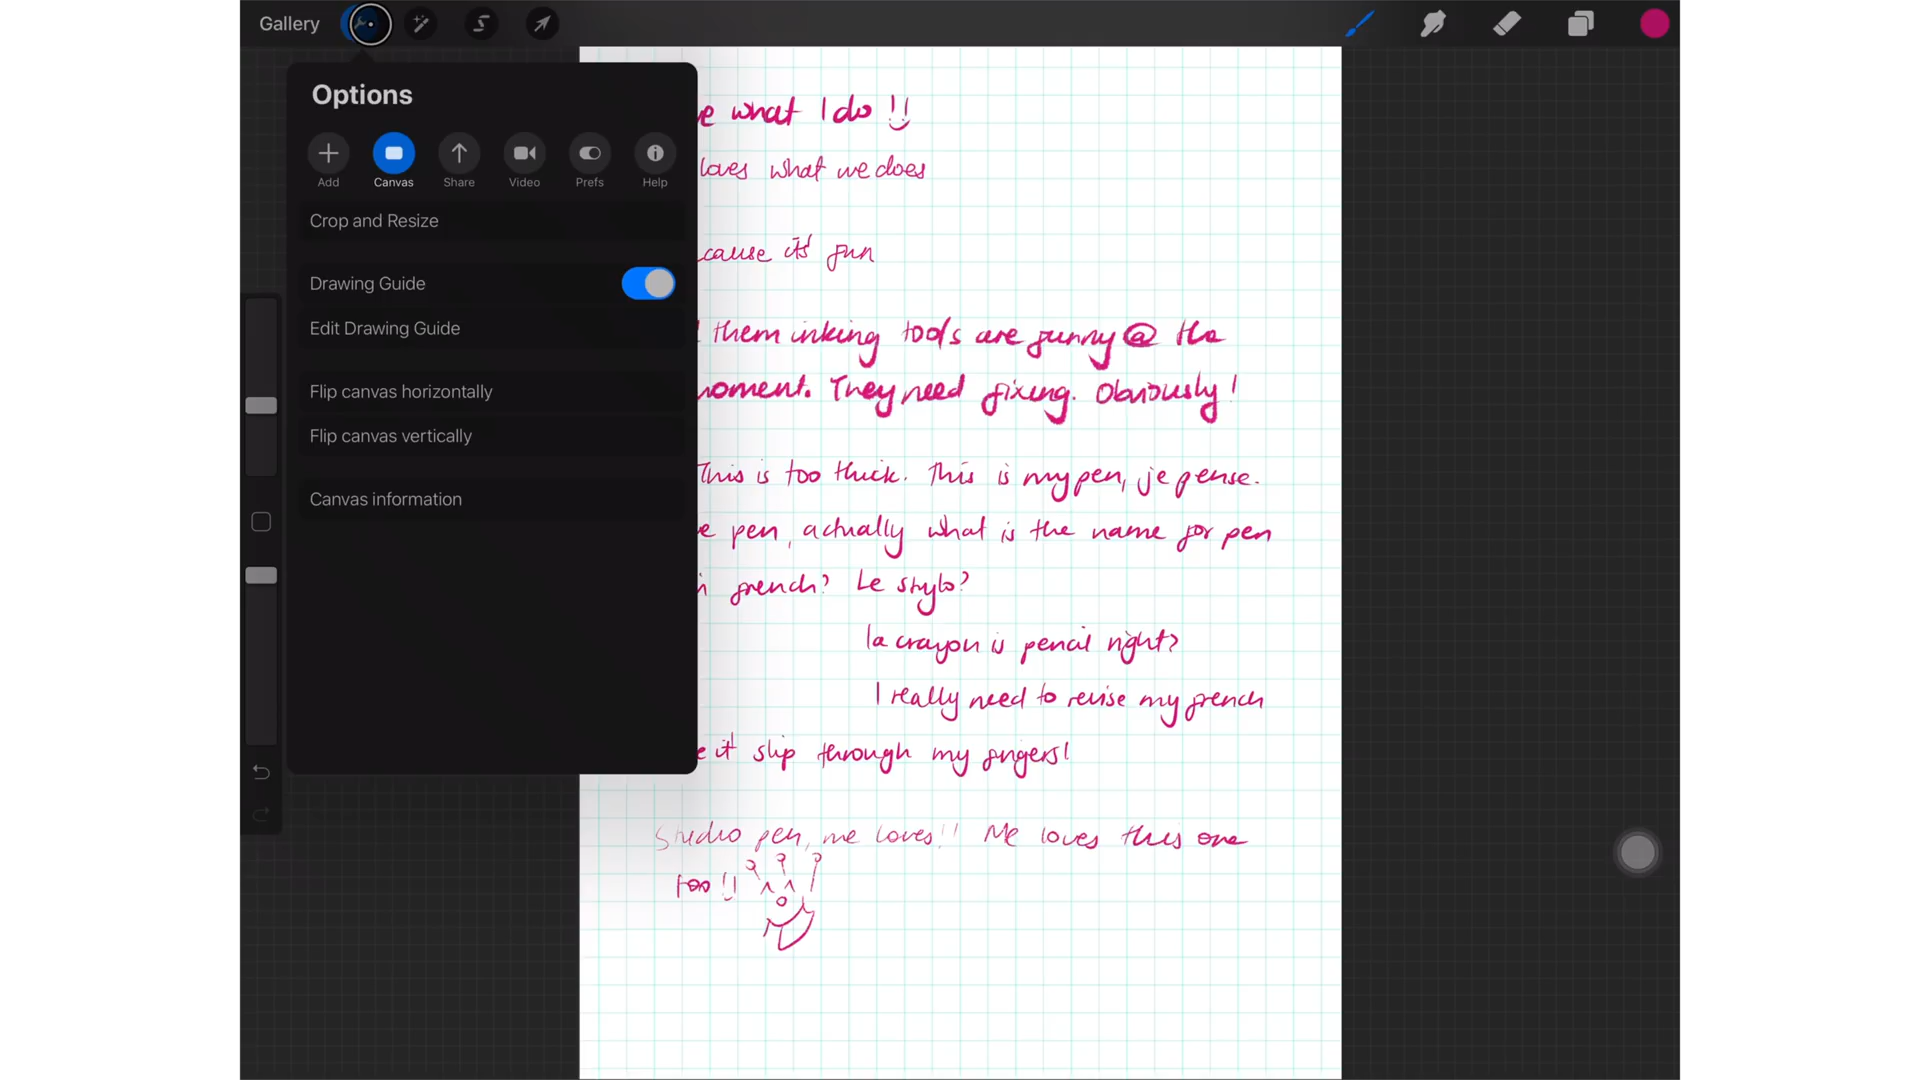 Gallery
Options
Add Canvas Share Video Prefs Help
Crop and Resize
Drawing Guide
Edit Drawing Guide
Flip canvas horizontally
Flip canvas vertically
Canvas information
e what I do !!
loves what we does
cause it's fun
them inking tools are funny @ the
moment. They need fixing. Obviously!
This is too thick. This is my pen, je pense.
e pen, actually what is the name for pen
french? Le stylo?
la crayon is pencil right?
I really need to revise my french
e it slip through my fingers!
Studio pen, me loves!! Me loves this one
too!!